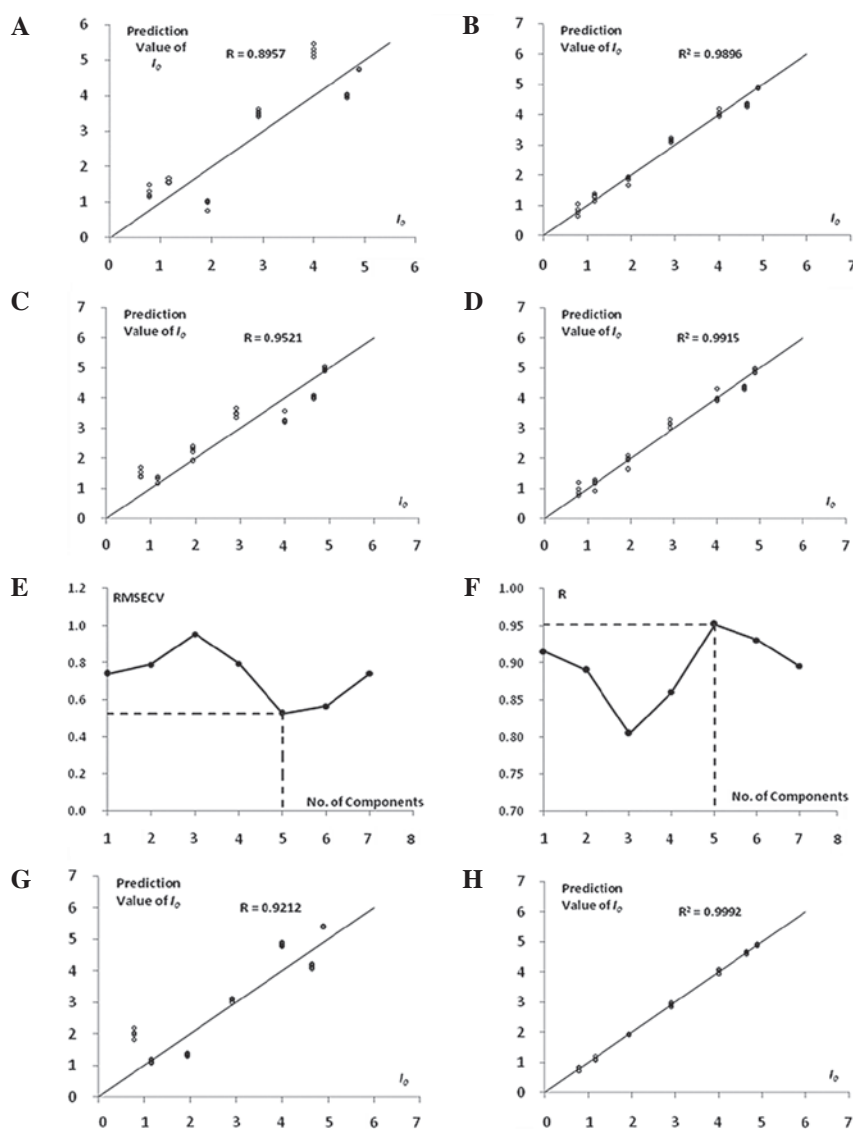 A
Prediction
Value of
I₀
R = 0.8957
6
5
4
3
2
1
0
I₀
0 1 2 3 4 5 6
B
Prediction
Value of I₀
R² = 0.9896
7
6
5
4
3
2
1
0
I₀
0 1 2 3 4 5 6 7
C
Prediction
Value of I₀
R = 0.9521
7
6
5
4
3
2
1
0
I₀
0 1 2 3 4 5 6 7
D
Prediction
Value of I₀
R² = 0.9915
7
6
5
4
3
2
1
0
I₀
0 1 2 3 4 5 6 7
E
RMSECV
1.2
1.0
0.8
0.6
0.4
0.2
0.0
No. of Components
1 2 3 4 5 6 7 8
F
R
1.00
0.95
0.90
0.85
0.80
0.75
0.70
No. of Components
1 2 3 4 5 6 7 8
G
Prediction
Value of I₀
R = 0.9212
7
6
5
4
3
2
1
0
I₀
0 1 2 3 4 5 6 7
H
Prediction
Value of I₀
R² = 0.9992
7
6
5
4
3
2
1
0
I₀
0 1 2 3 4 5 6 7